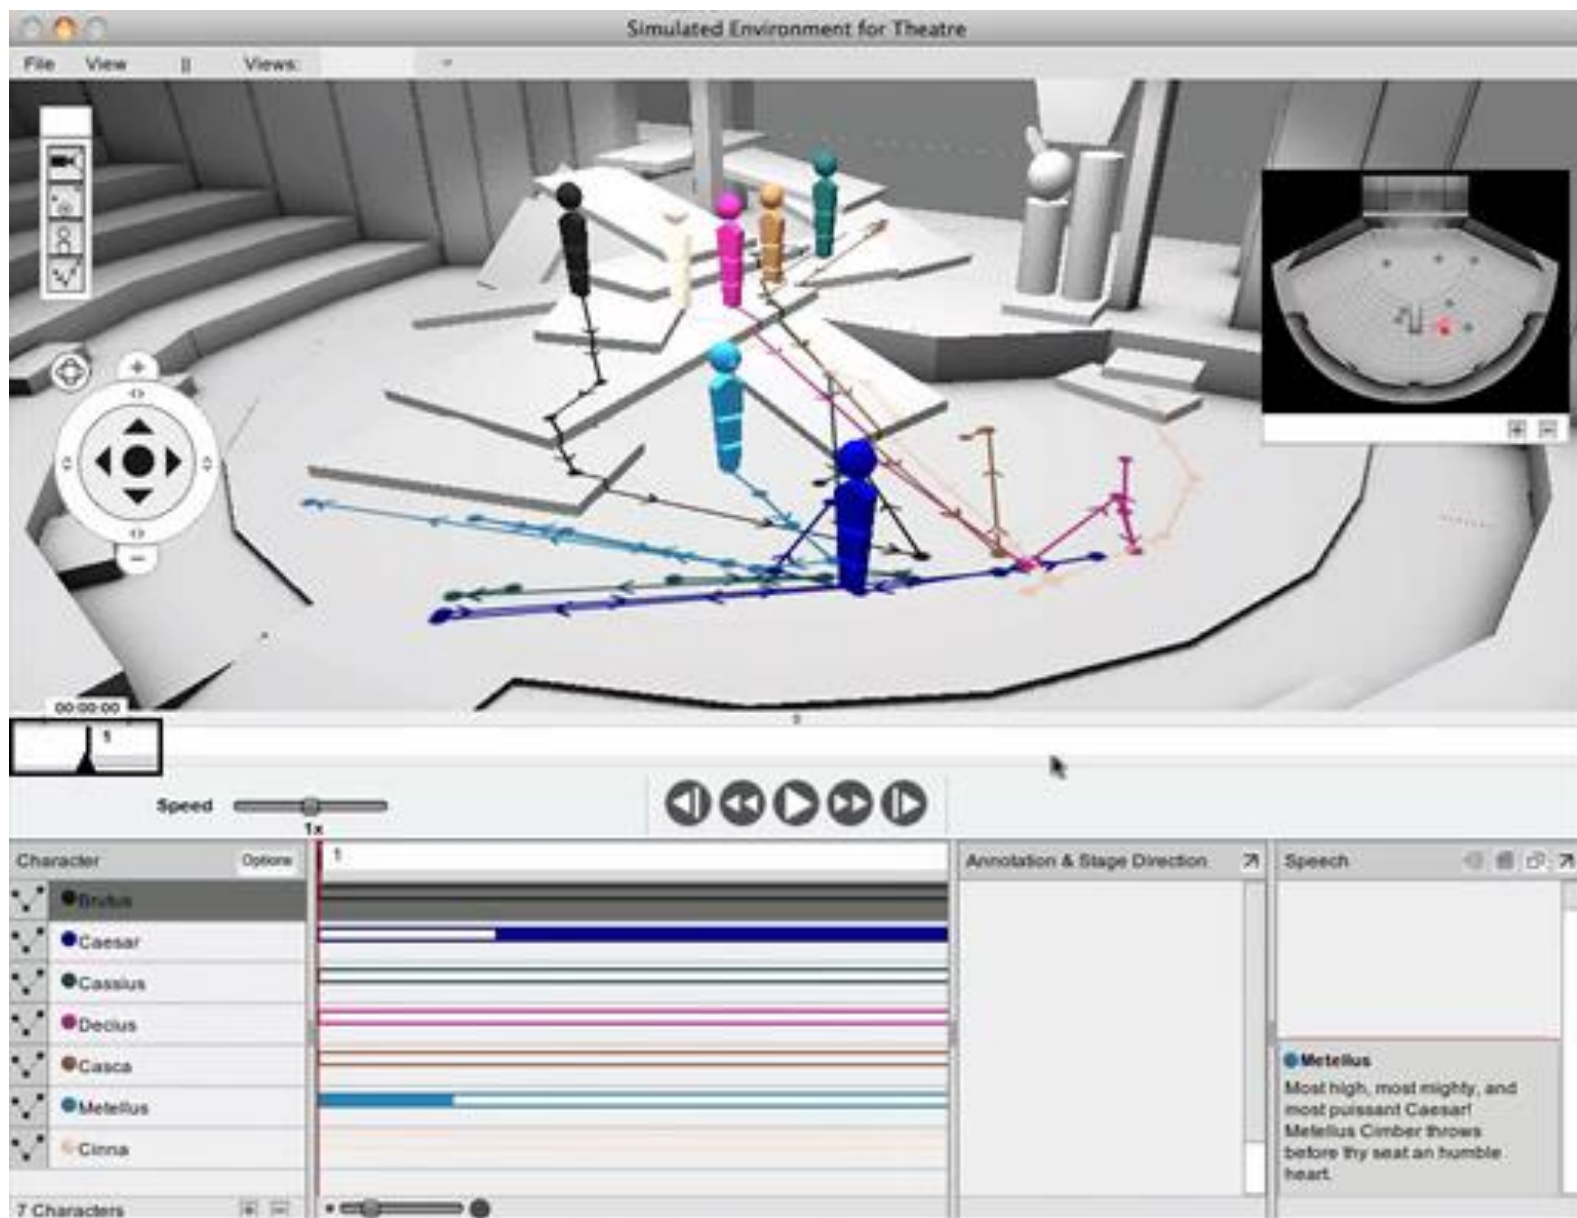 Simulated Environment for Theatre
File View || Views:
00:00:00
1
Speed
1x
Character Options
1
Annotation & Stage Direction
Speech
Brutus
Caesar
Cassius
Decius
Casca
Metellus
Cinna
7 Characters
Metellus
Most high, most mighty, and
most puissant Caesar!
Metellus Cimber throws
before thy seat an humble
heart.